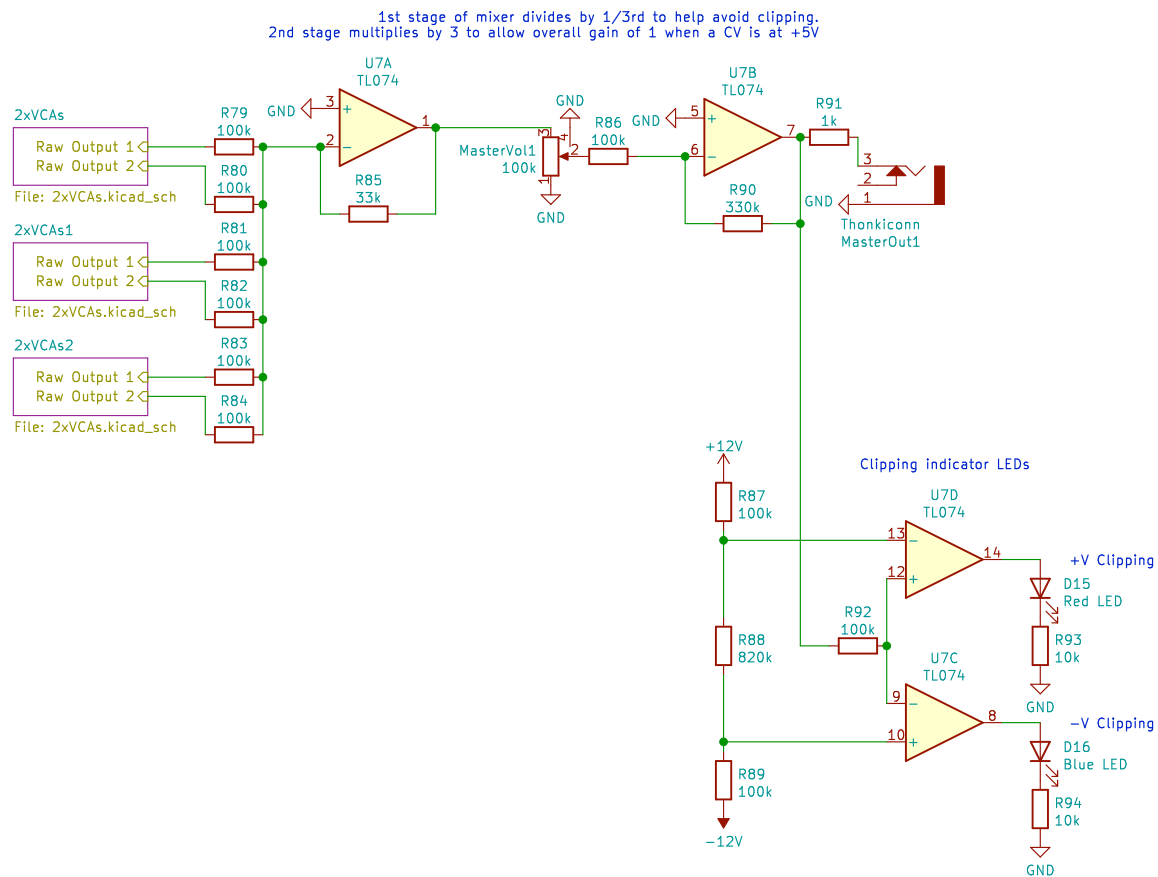 1st stage of mixer divides by 1/3rd to help avoid clipping.
2nd stage multiplies by 3 to allow overall gain of 1 when a CV is at +5V
2xVCAs
Raw Output 1
Raw Output 2
File: 2xVCAs.kicad_sch
R79
100k
R80
100k
2xVCAs1
Raw Output 1
Raw Output 2
File: 2xVCAs.kicad_sch
R81
100k
R82
100k
2xVCAs2
Raw Output 1
Raw Output 2
File: 2xVCAs.kicad_sch
R83
100k
R84
100k
U7A
TL074
GND
3
+
2
−
1
R85
33k
GND
MasterVol1
100k
3
4
2
1
GND
R86
100k
U7B
TL074
GND
5
+
6
−
7
R90
330k
R91
1k
3
2
1
GND
Thonkiconn
MasterOut1
+12V
R87
100k
R88
820k
R89
100k
−12V
Clipping indicator LEDs
U7D
TL074
13
−
12
+
14
+V Clipping
D15
Red LED
R93
10k
GND
R92
100k
U7C
TL074
9
−
10
+
8
−V Clipping
D16
Blue LED
R94
10k
GND